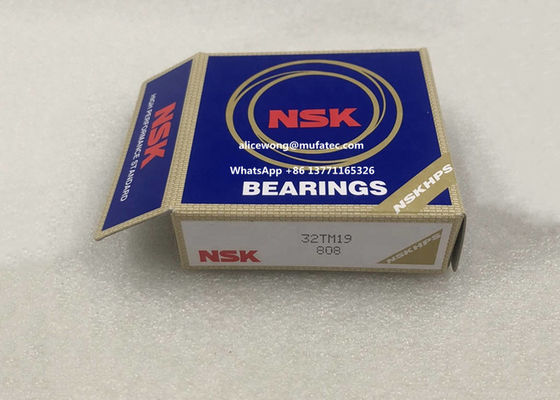 NSK
HIGH PERFORMANCE STANDARD
NSK
alicewong@mufatec.com
WhatsApp +86 13771165326
BEARINGS
NSKHPS
NSK
32TM19
808
NSKHPS